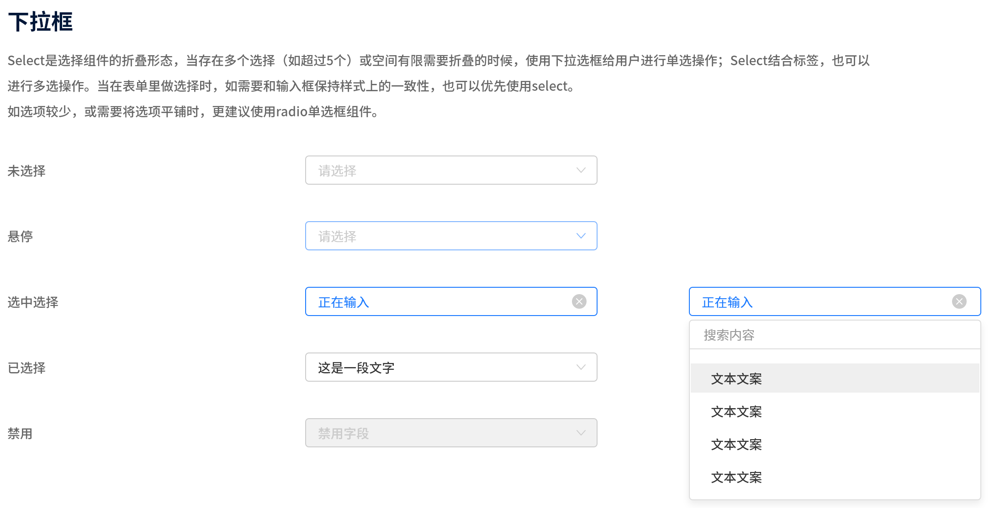 下拉框
Select是选择组件的折叠形态，当存在多个选择（如超过5个）或空间有限需要折叠的时候，使用下拉选框给用户进行单选操作；Select结合标签，也可以
进行多选操作。当在表单里做选择时，如需要和输入框保持样式上的一致性，也可以优先使用select。
如选项较少，或需要将选项平铺时，更建议使用radio单选框组件。
未选择
请选择
悬停
请选择
选中选择
正在输入
正在输入
搜索内容
已选择
这是一段文字
文本文案
文本文案
禁用
禁用字段
文本文案
文本文案